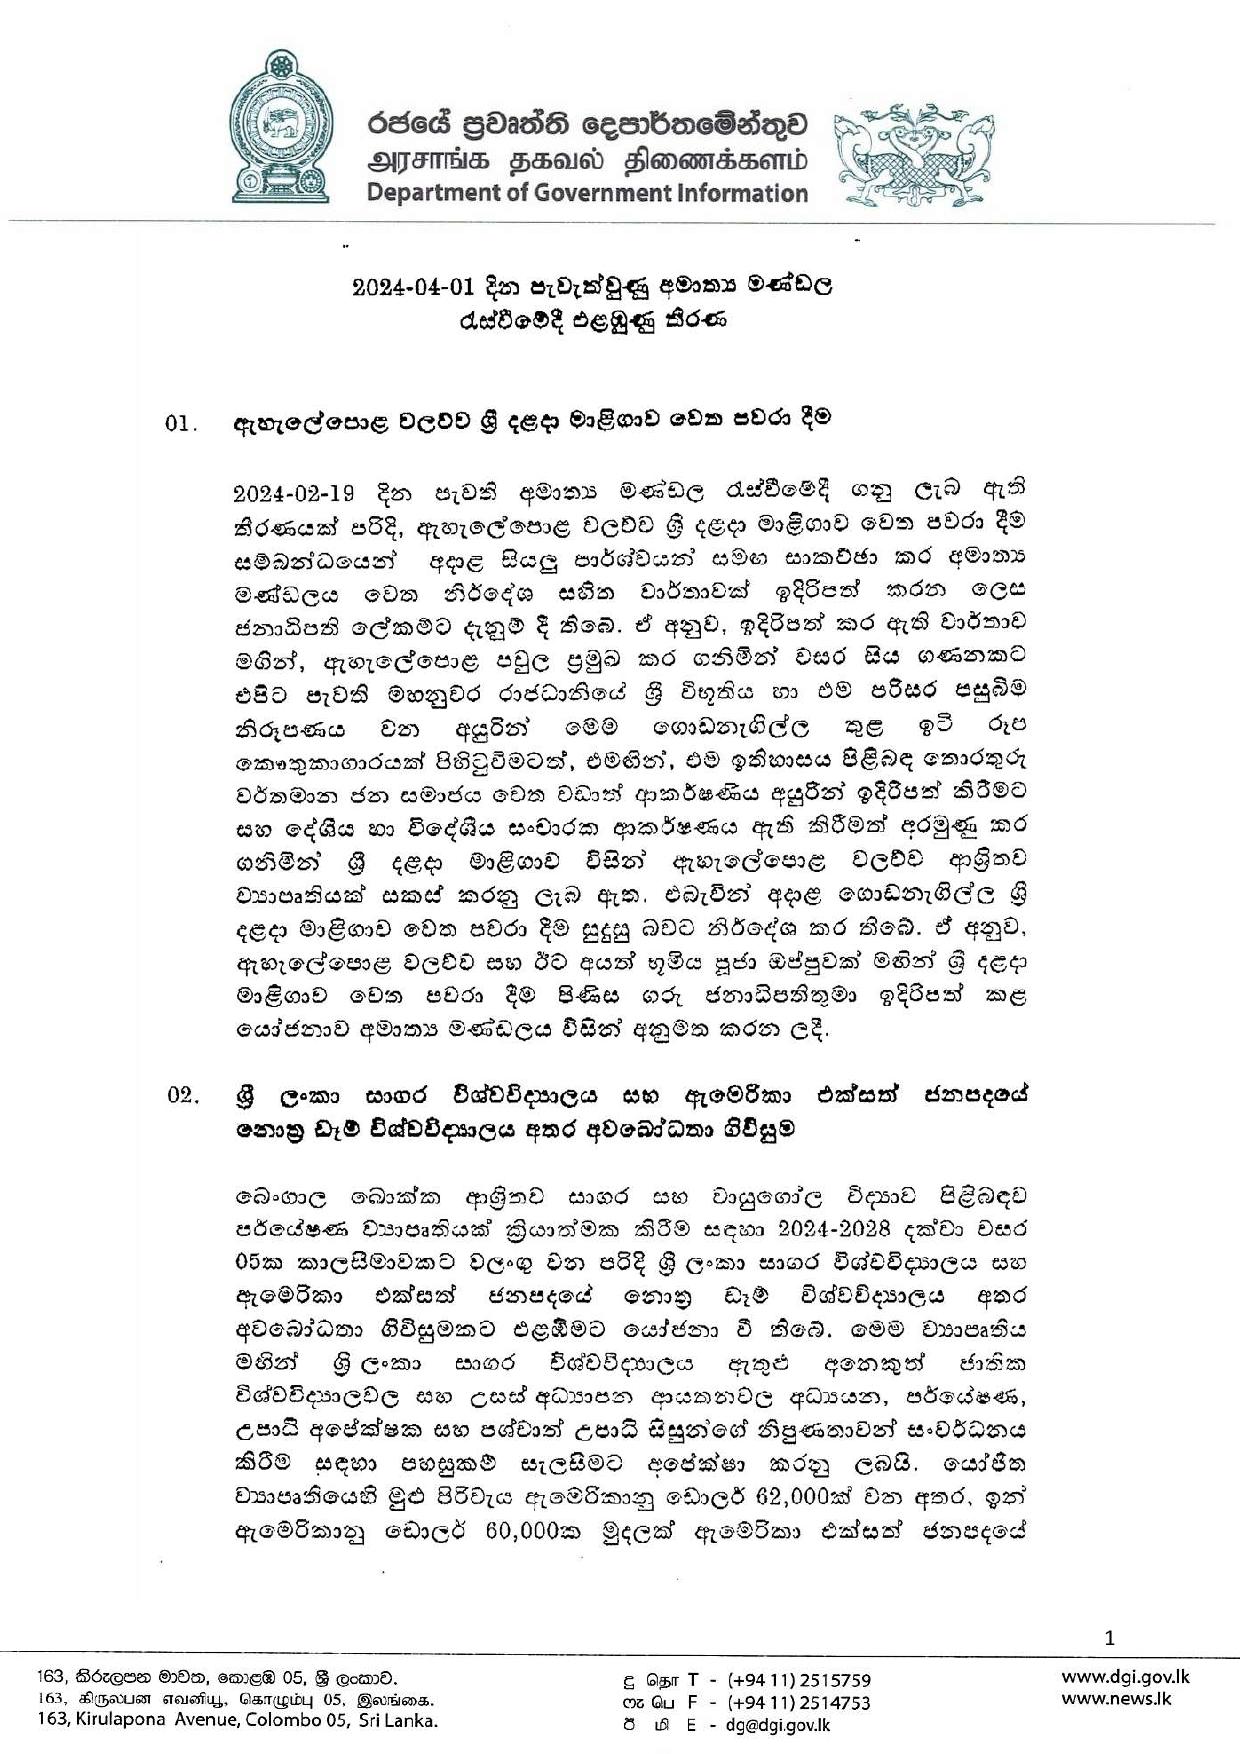 රජයේ ප්‍රවෘත්ති දෙපාර්තමේන්තුව
அரசாங்க தகவல் திணைக்களம்
Department of Government Information
2024-04-01 දින පැවැත්වුණු අමාත්‍ය මණ්ඩල
රැස්වීමේදී එළඹුණු තීරණ
01. ඇහැලේපොළ වලව්ව ශ්‍රී දළදා මාළිගාව වෙත පවරා දීම
2024-02-19 දින පැවති අමාත්‍ය මණ්ඩල රැස්වීමේදී ගනු ලැබ ඇති
තීරණයක් පරිදි, ඇහැලේපොළ වලව්ව ශ්‍රී දළදා මාළිගාව වෙත පවරා දීම
සම්බන්ධයෙන් අදාළ සියලු පාර්ශ්වයන් සමඟ සාකච්ඡා කර අමාත්‍ය
මණ්ඩලය වෙත නිර්දේශ සහිත වාර්තාවක් ඉදිරිපත් කරන ලෙස
ජනාධිපති ලේකම්ට දැනුම් දී තිබේ. ඒ අනුව, ඉදිරිපත් කර ඇති වාර්තාව
මගින්, ඇහැලේපොළ පවුල ප්‍රමුඛ කර ගනිමින් වසර සිය ගණනකට
එපිට පැවති මහනුවර රාජධානියේ ශ්‍රී විභූතිය හා එම පරිසර පසුබිම
නිරූපණය වන අයුරින් මෙම ගොඩනැගිල්ල තුළ ඉටි රූප
කෞතුකාගාරයක් පිහිටුවීමටත්, එමඟින්, එම ඉතිහාසය පිළිබඳ තොරතුරු
වර්තමාන ජන සමාජය වෙත වඩාත් ආකර්ෂණීය අයුරින් ඉදිරිපත් කිරීමට
සහ දේශීය හා විදේශීය සංචාරක ආකර්ෂණය ඇති කිරීමත් අරමුණු කර
ගනිමින් ශ්‍රී දළදා මාළිගාව විසින් ඇහැලේපොළ වලව්ව ආශ්‍රිතව
ව්‍යාපෘතියක් සකස් කරනු ලැබ ඇත. එබැවින් අදාළ ගොඩනැගිල්ල ශ්‍රී
දළදා මාළිගාව වෙත පවරා දීම සුදුසු බවට නිර්දේශ කර තිබේ. ඒ අනුව,
ඇහැලේපොළ වලව්ව සහ ඊට අයත් භූමිය පූජා ඔප්පුවක් මඟින් ශ්‍රී දළදා
මාළිගාව වෙත පවරා දීම පිණිස ගරු ජනාධිපතිතුමා ඉදිරිපත් කළ
යෝජනාව අමාත්‍ය මණ්ඩලය විසින් අනුමත කරන ලදී.
02. ශ්‍රී ලංකා සාගර විශ්වවිද්‍යාලය සහ ඇමෙරිකා එක්සත් ජනපදයේ
නොත්‍ර ඩෑම් විශ්වවිද්‍යාලය අතර අවබෝධතා ගිවිසුම
බෙංගාල බොක්ක ආශ්‍රිතව සාගර සහ වායුගෝල විද්‍යාව පිළිබඳව
පර්යේෂණ ව්‍යාපෘතියක් ක්‍රියාත්මක කිරීම සඳහා 2024-2028 දක්වා වසර
05ක කාලසීමාවකට වලංගු වන පරිදි ශ්‍රී ලංකා සාගර විශ්වවිද්‍යාලය සහ
ඇමෙරිකා එක්සත් ජනපදයේ නොත්‍ර ඩෑම් විශ්වවිද්‍යාලය අතර
අවබෝධතා ගිවිසුමකට එළඹීමට යෝජනා වී තිබේ. මෙම ව්‍යාපෘතිය
මඟින් ශ්‍රී ලංකා සාගර විශ්වවිද්‍යාලය ඇතුළු අනෙකුත් ජාතික
විශ්වවිද්‍යාලවල සහ උසස් අධ්‍යාපන ආයතනවල අධ්‍යයන, පර්යේෂණ,
උපාධි අපේක්ෂක සහ පශ්චාත් උපාධි සිසුන්ගේ නිපුණතාවන් සංවර්ධනය
කිරීම සඳහා පහසුකම් සැලසීමට අපේක්ෂා කරනු ලබයි. යෝජිත
ව්‍යාපෘතියෙහි මුළු පිරිවැය ඇමෙරිකානු ඩොලර් 62,000ක් වන අතර, ඉන්
ඇමෙරිකානු ඩොලර් 60,000ක මුදලක් ඇමෙරිකා එක්සත් ජනපදයේ
1
163, කිරුලපන මාවත, කොළඹ 05, ශ්‍රී ලංකාව.
163, கிருலபன எவனியூ, கொழும்பு 05, இலங்கை.
163, Kirulapona Avenue, Colombo 05, Sri Lanka.
දු தொ T - (+94 11) 2515759
ෆැ பெ F - (+94 11) 2514753
ඊ மி E - dg@dgi.gov.lk
www.dgi.gov.lk
www.news.lk